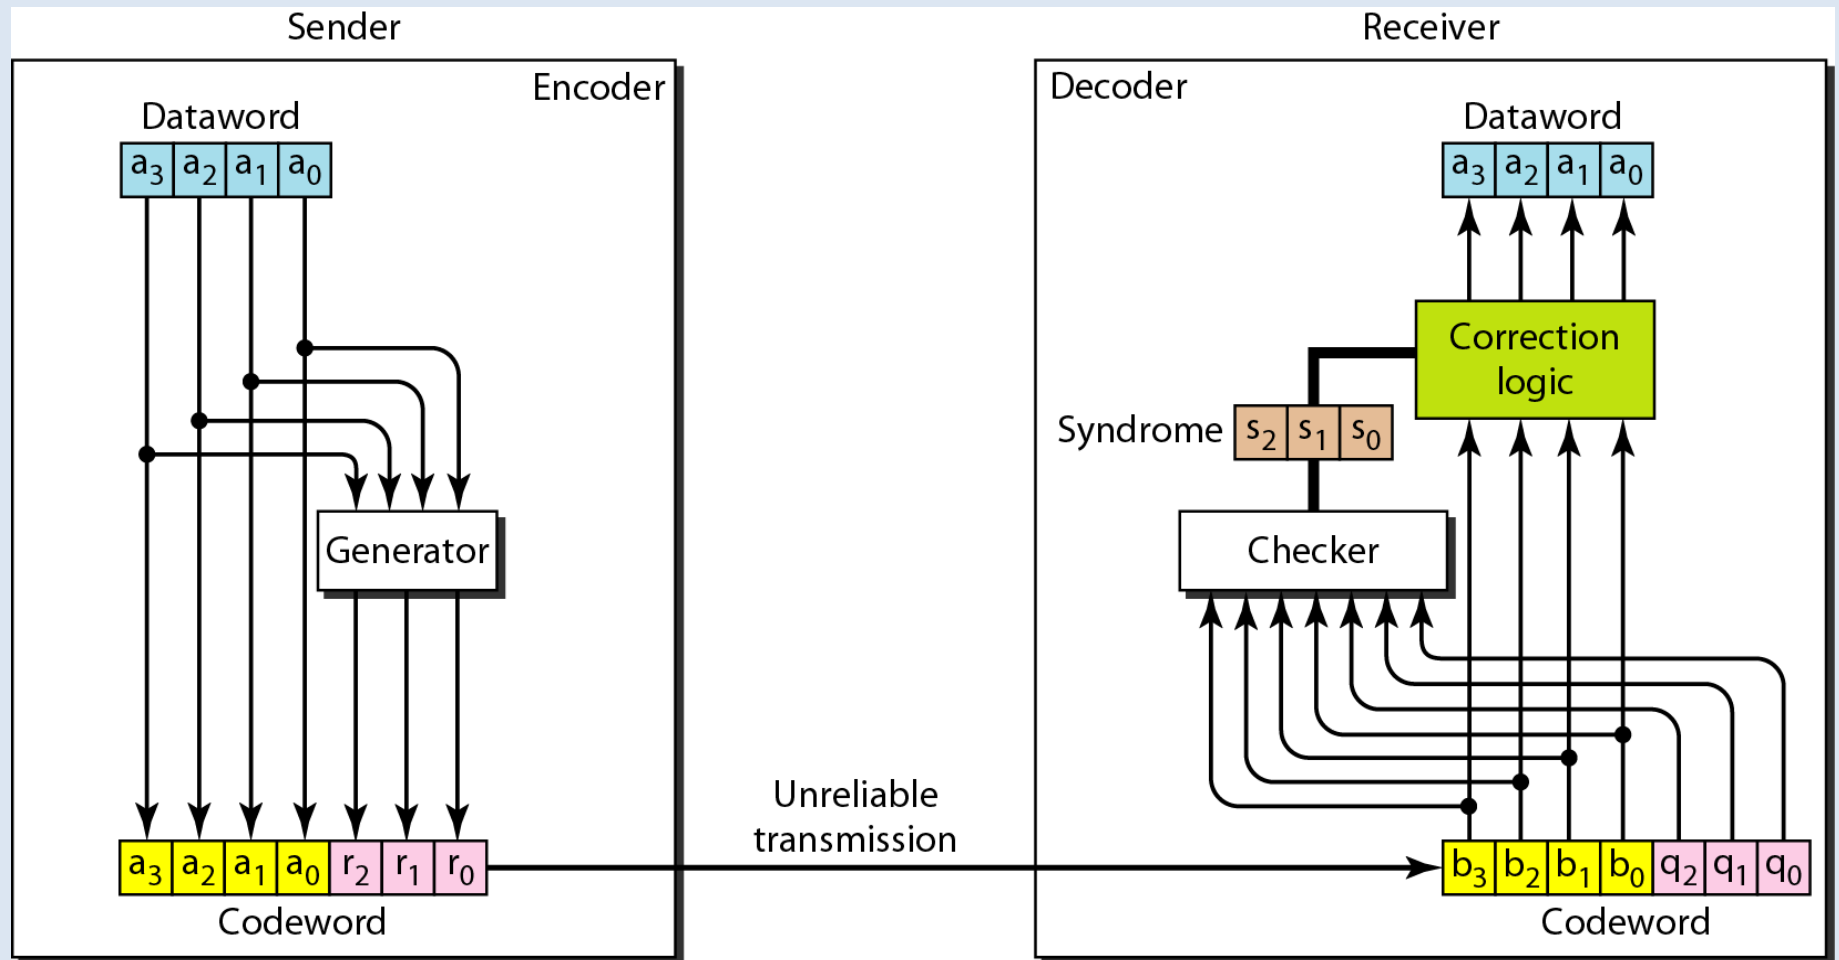 Sender
Encoder
Dataword
a3 a2 a1 a0
Generator
a3 a2 a1 a0 r2 r1 r0
Codeword
Unreliable
transmission
Receiver
Decoder
Dataword
a3 a2 a1 a0
Correction
logic
Syndrome s2 s1 s0
Checker
b3 b2 b1 b0 q2 q1 q0
Codeword